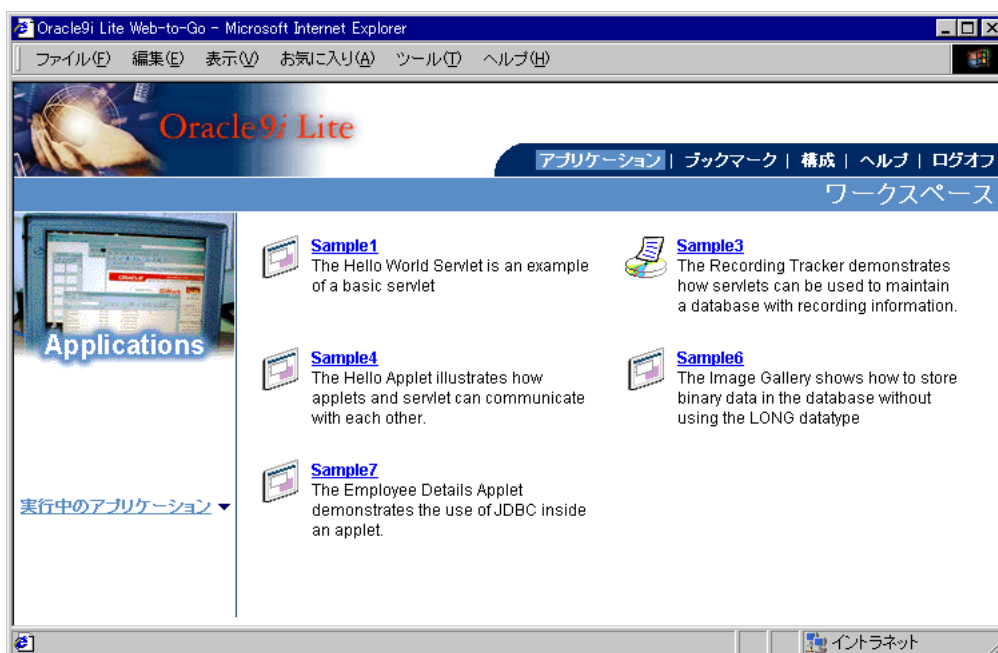 Oracle9i Lite Web-to-Go - Microsoft Internet Explorer
ファイル(F) 編集(E) 表示(V) お気に入り(A) ツール(T) ヘルプ(H)
Oracle9i Lite
アプリケーション | ブックマーク | 構成 | ヘルプ | ログオフ
ワークスペース
Applications
実行中のアプリケーション
Sample1
The Hello World Servlet is an example
of a basic servlet
Sample3
The Recording Tracker demonstrates
how servlets can be used to maintain
a database with recording information.
Sample4
The Hello Applet illustrates how
applets and servlet can communicate
with each other.
Sample6
The Image Gallery shows how to store
binary data in the database without
using the LONG datatype
Sample7
The Employee Details Applet
demonstrates the use of JDBC inside
an applet.
イントラネット